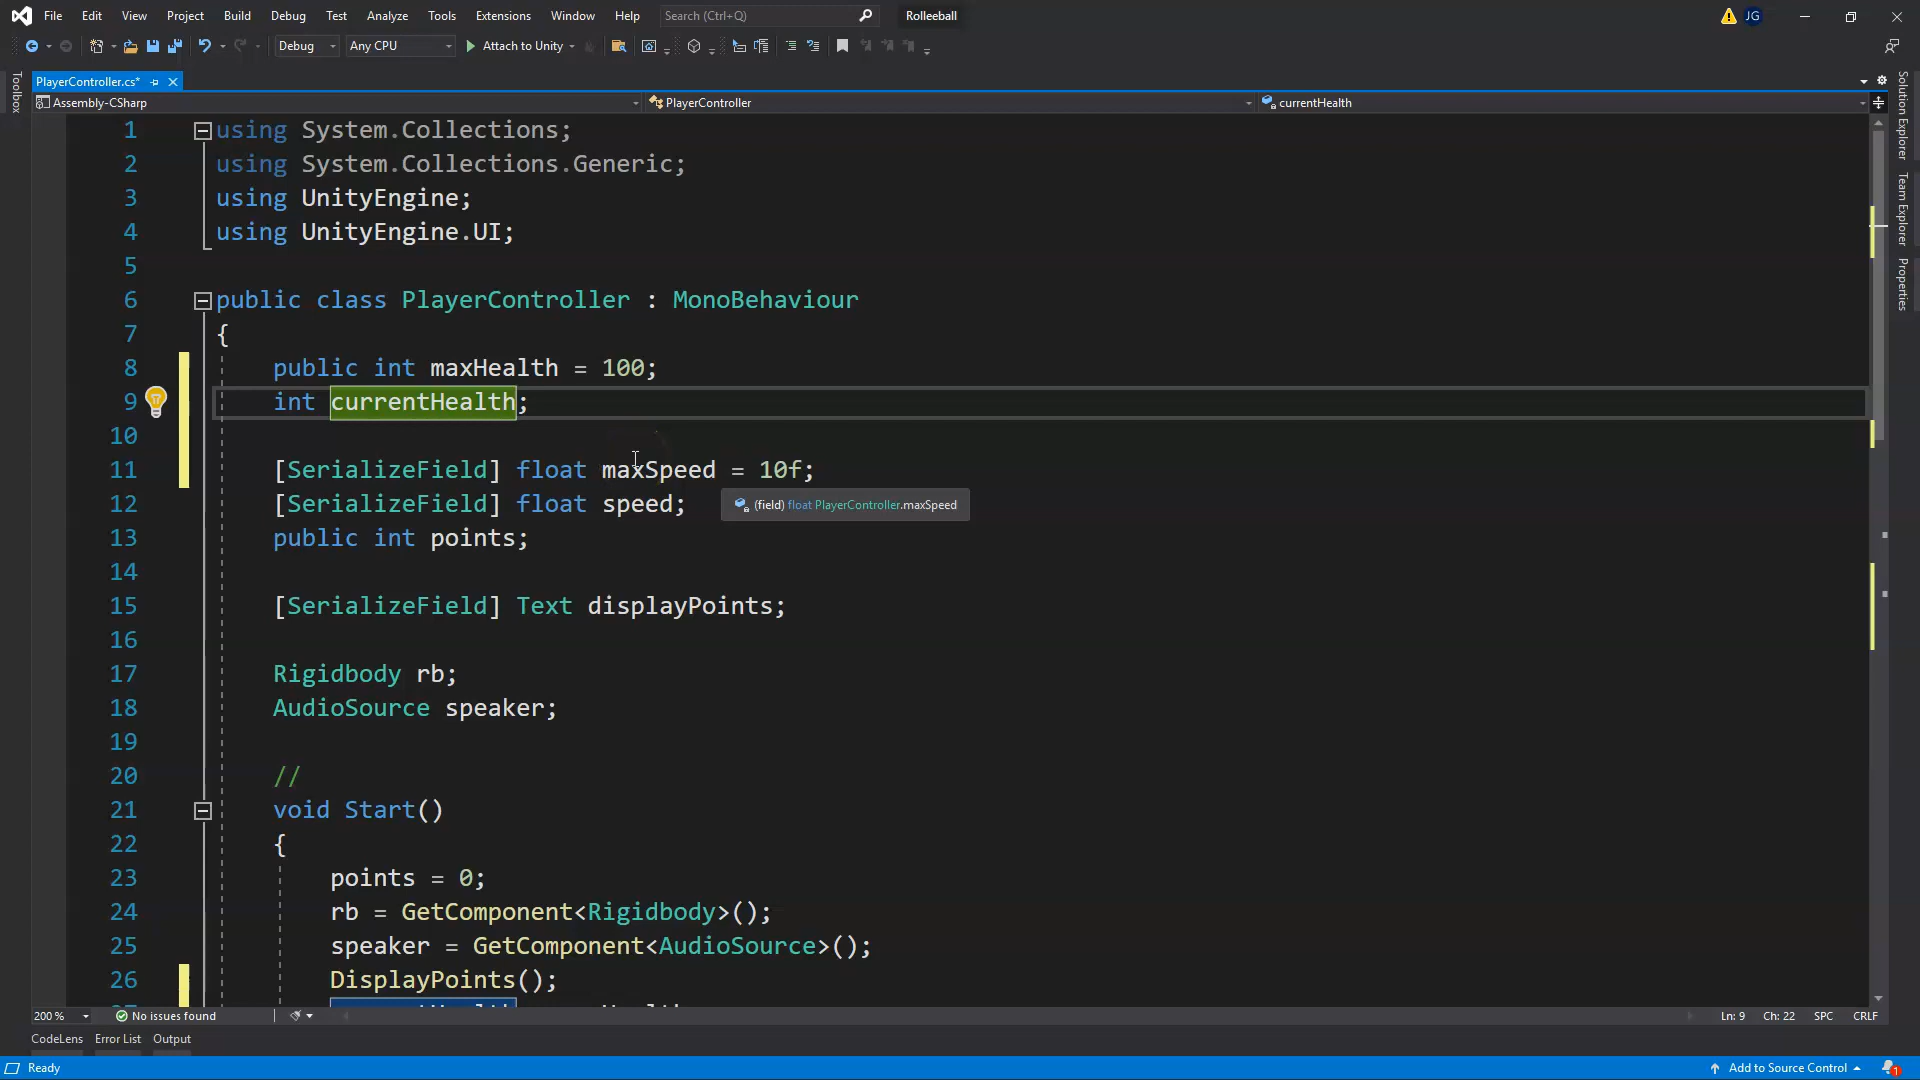 File Edit View Project Build Debug Test Analyze Tools Extensions Window Help Search (Ctrl+Q) Rolleeball JG
Debug Any CPU Attach to Unity
PlayerController.cs*
Assembly-CSharp PlayerController currentHealth
Toolbox
Solution Explorer
Team Explorer
Properties
1 using System.Collections;
2 using System.Collections.Generic;
3 using UnityEngine;
4 using UnityEngine.UI;
5
6 public class PlayerController : MonoBehaviour
7 {
8 public int maxHealth = 100;
9 int currentHealth;
10
11 [SerializeField] float maxSpeed = 10f;
12 [SerializeField] float speed;
(field) float PlayerController.maxSpeed
13 public int points;
14
15 [SerializeField] Text displayPoints;
16
17 Rigidbody rb;
18 AudioSource speaker;
19
20 //
21 void Start()
22 {
23 points = 0;
24 rb = GetComponent<Rigidbody>();
25 speaker = GetComponent<AudioSource>();
26 DisplayPoints();
200 % No issues found Ln: 9 Ch: 22 SPC CRLF
CodeLens Error List Output
Ready Add to Source Control 1